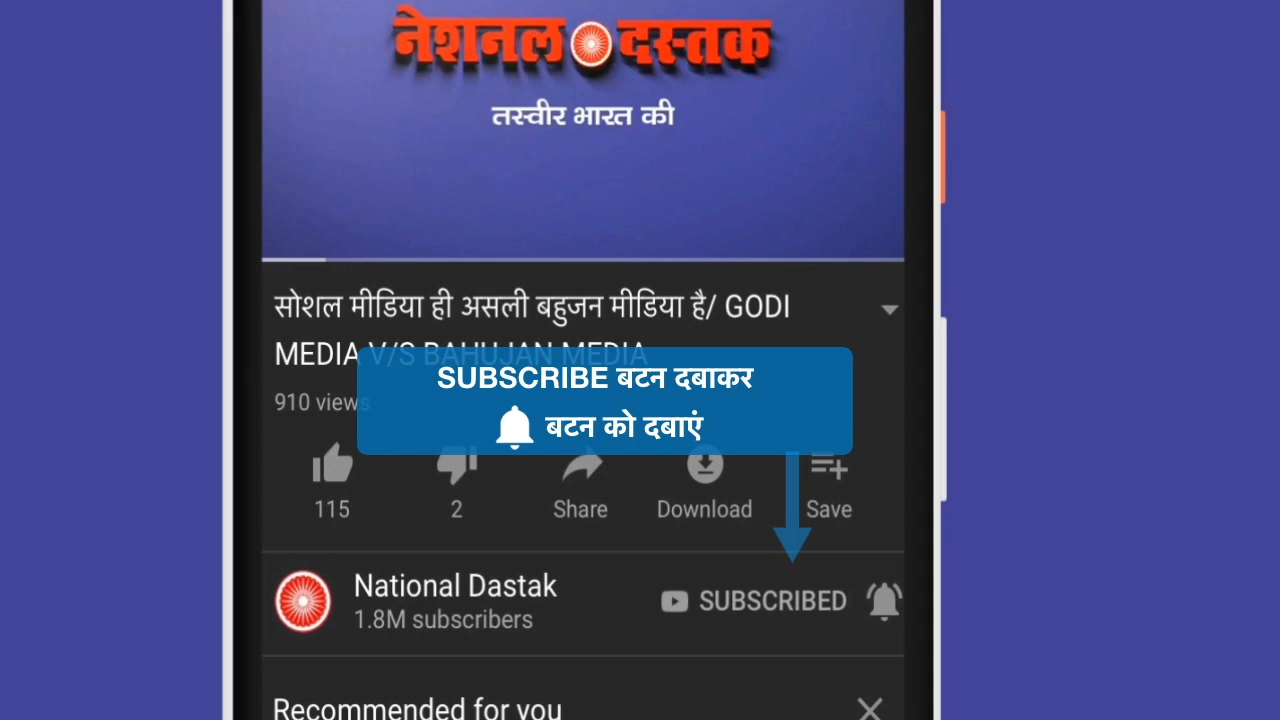 नेशनल दस्तक
तस्वीर भारत की
सोशल मीडिया ही असली बहुजन मीडिया है/ GODI
MEDIA V/S BAHUJAN MEDIA
910 views
SUBSCRIBE बटन दबाकर
बटन को दबाएं
115
2
Share
Download
Save
National Dastak
1.8M subscribers
SUBSCRIBED
Recommended for you